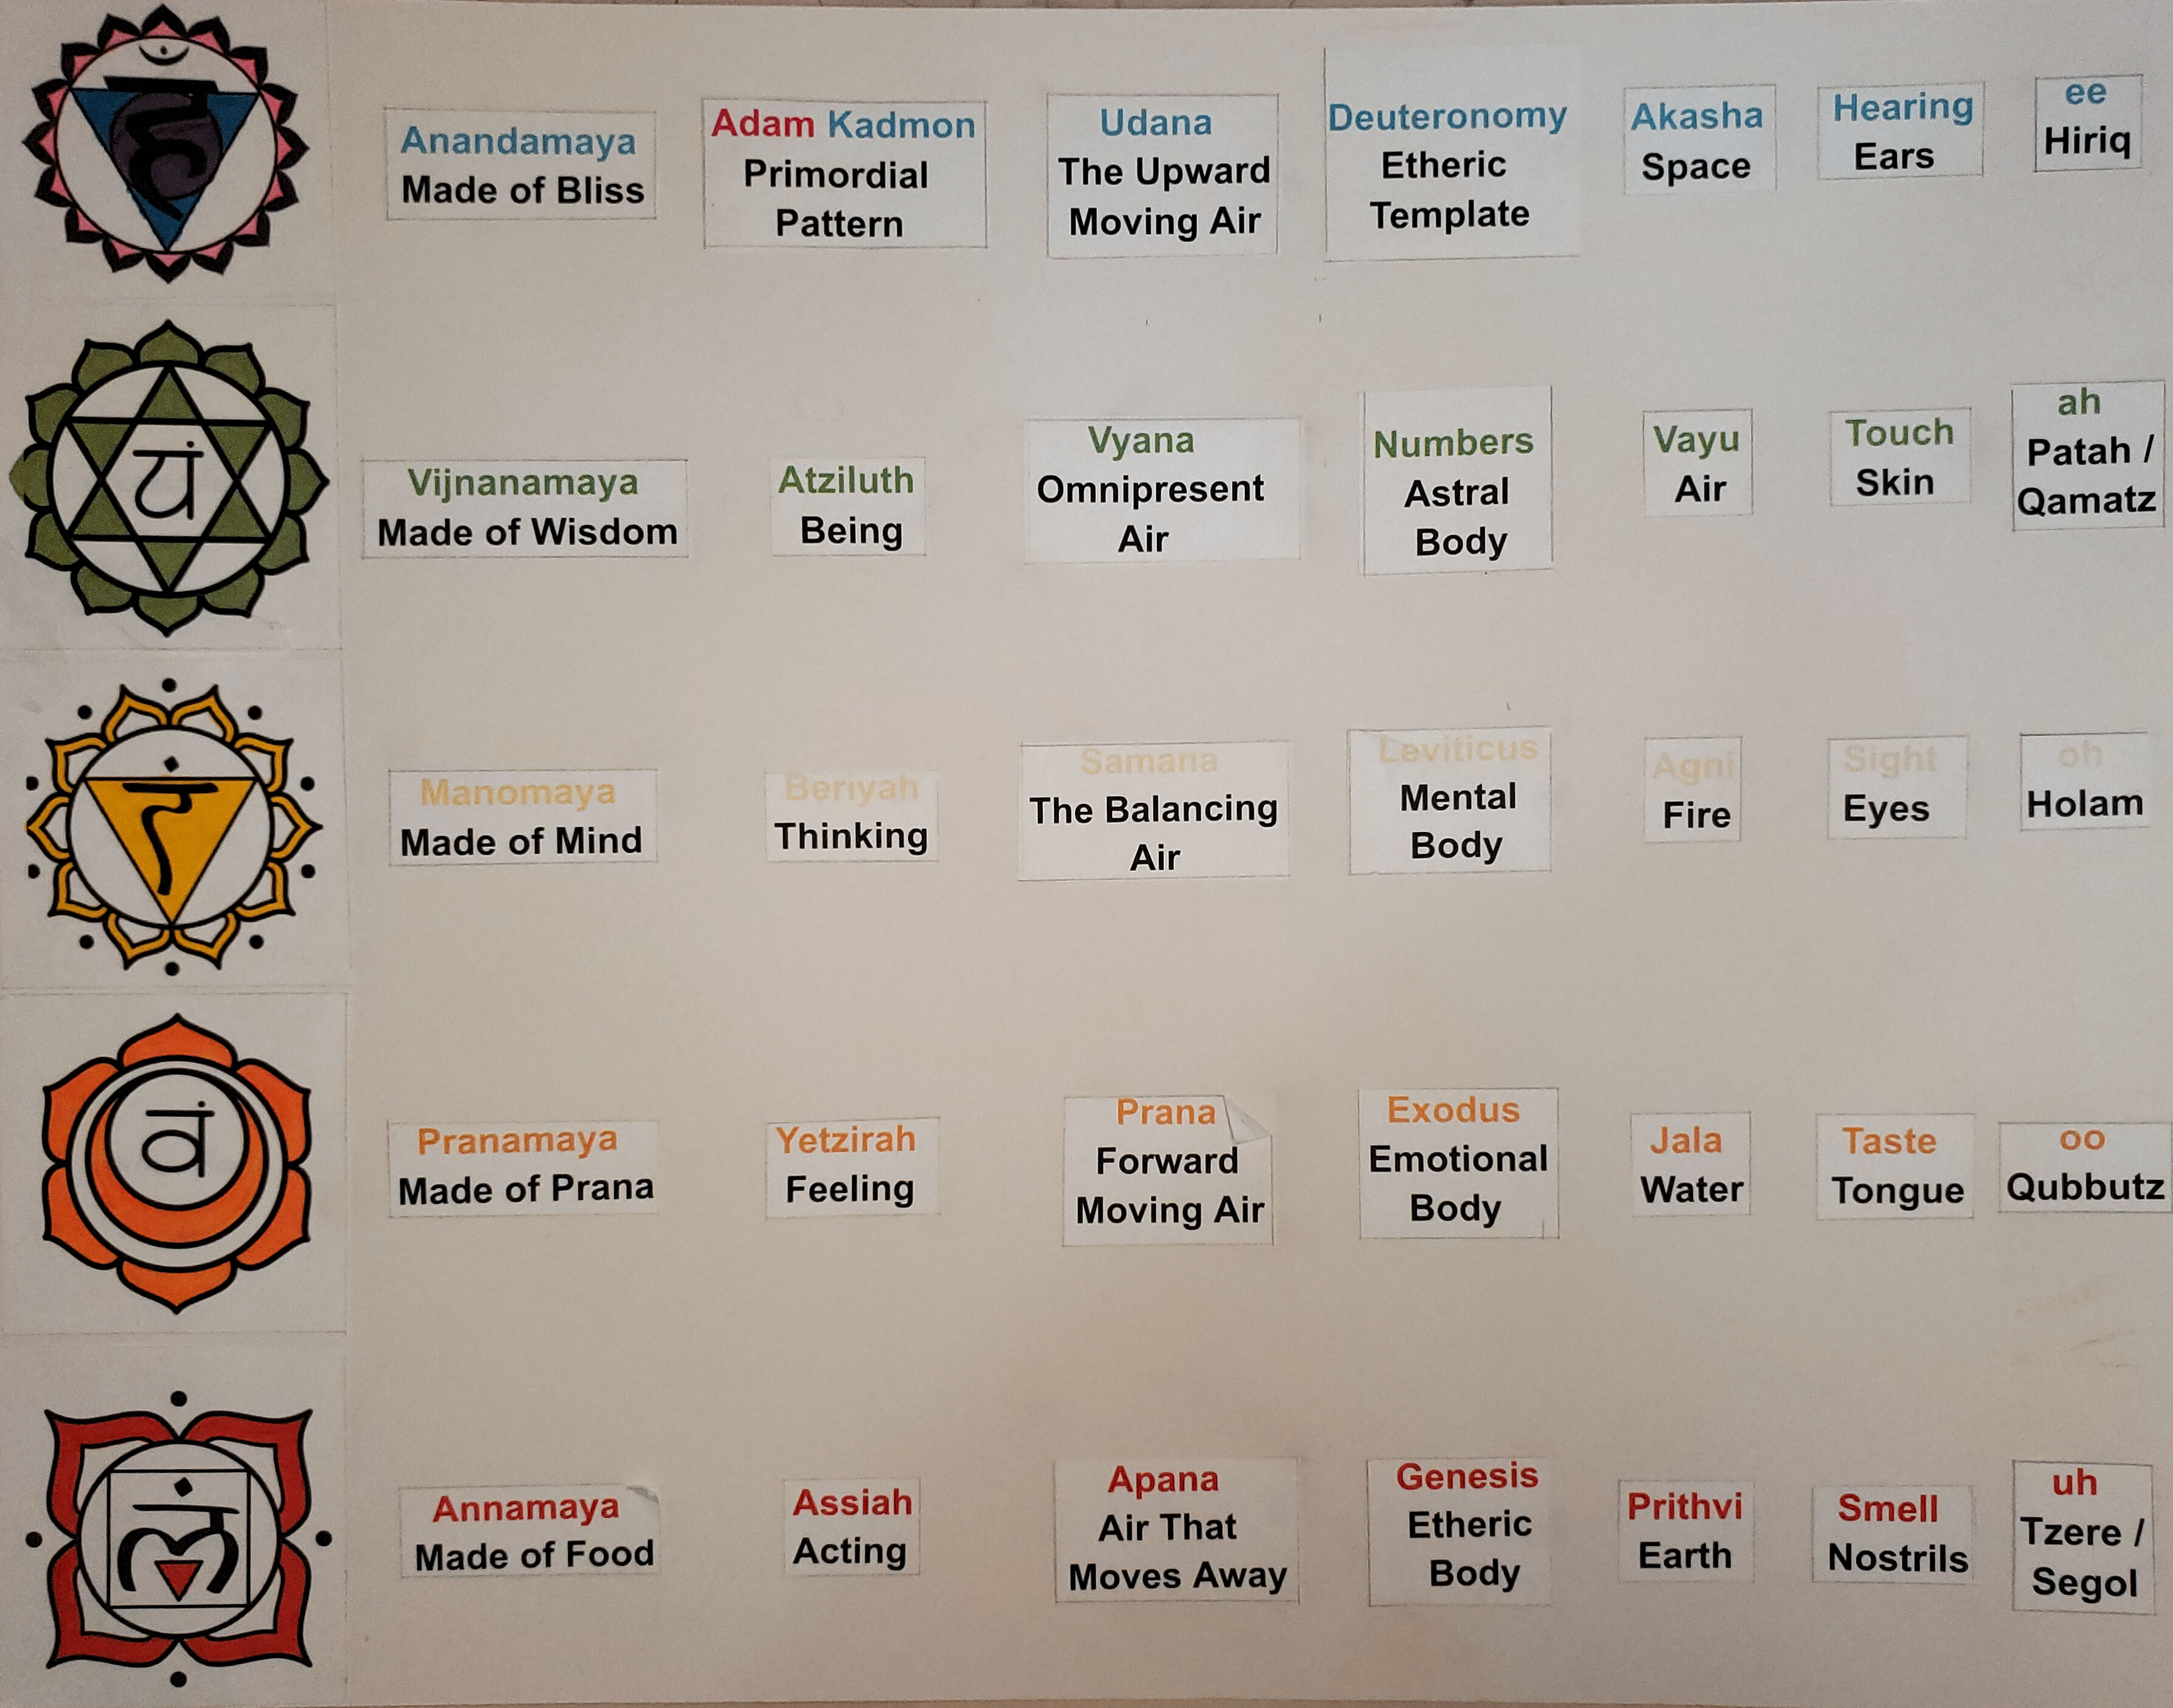 हं
Anandamaya
Made of Bliss
Adam Kadmon
Primordial
Pattern
Udana
The Upward
Moving Air
Deuteronomy
Etheric
Template
Akasha
Space
Hearing
Ears
ee
Hiriq
यं
Vijnanamaya
Made of Wisdom
Atziluth
Being
Vyana
Omnipresent
Air
Numbers
Astral
Body
Vayu
Air
Touch
Skin
ah
Patah /
Qamatz
रं
Manomaya
Made of Mind
Beriyah
Thinking
Samana
The Balancing
Air
Leviticus
Mental
Body
Agni
Fire
Sight
Eyes
oh
Holam
वं
Pranamaya
Made of Prana
Yetzirah
Feeling
Prana
Forward
Moving Air
Exodus
Emotional
Body
Jala
Water
Taste
Tongue
oo
Qubbutz
लं
Annamaya
Made of Food
Assiah
Acting
Apana
Air That
Moves Away
Genesis
Etheric
Body
Prithvi
Earth
Smell
Nostrils
uh
Tzere /
Segol